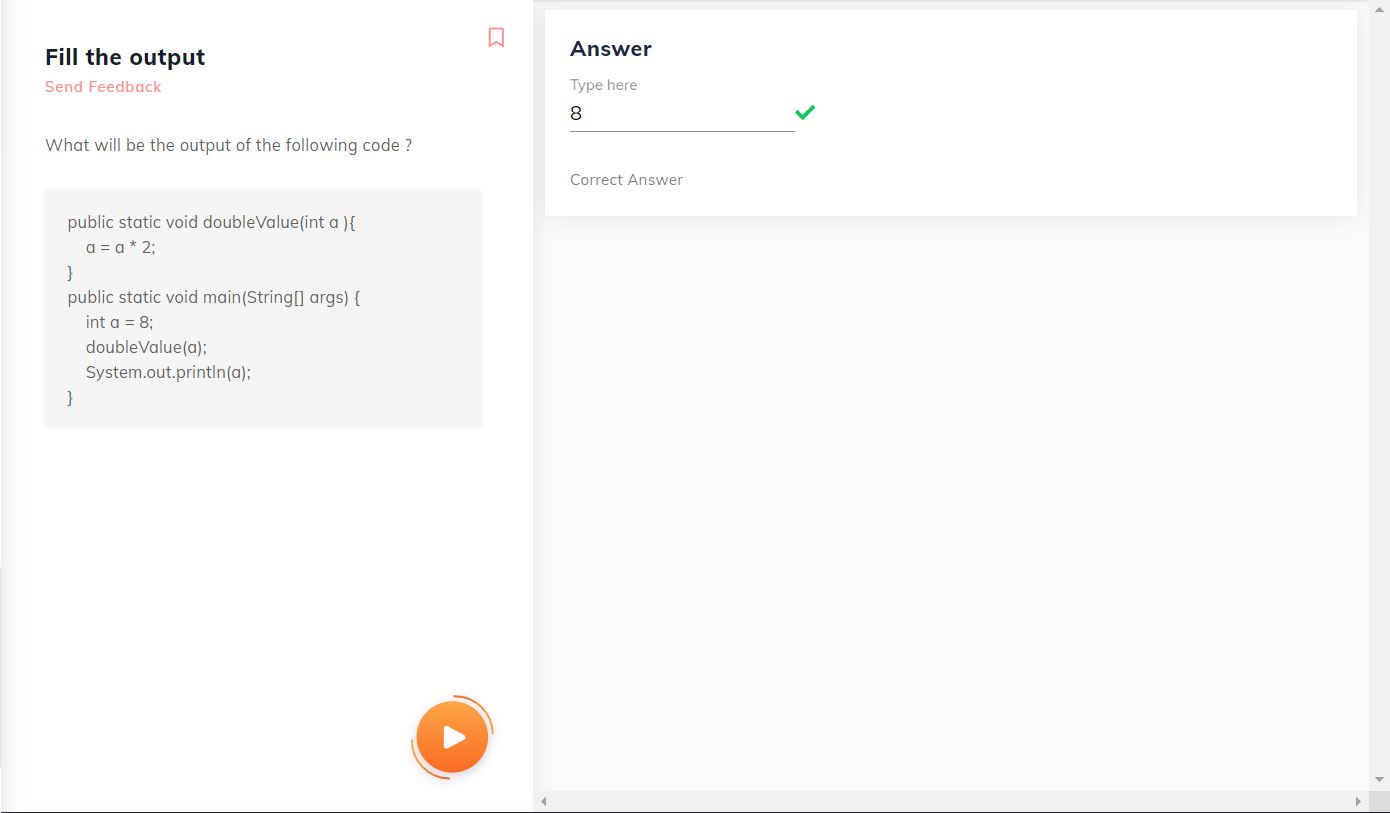 Fill the output
Send Feedback
What will be the output of the following code ?
public static void doubleValue(int a ){
    a = a * 2;
}
public static void main(String[] args) {
    int a = 8;
    doubleValue(a);
    System.out.println(a);
}
Answer
Type here
8
Correct Answer